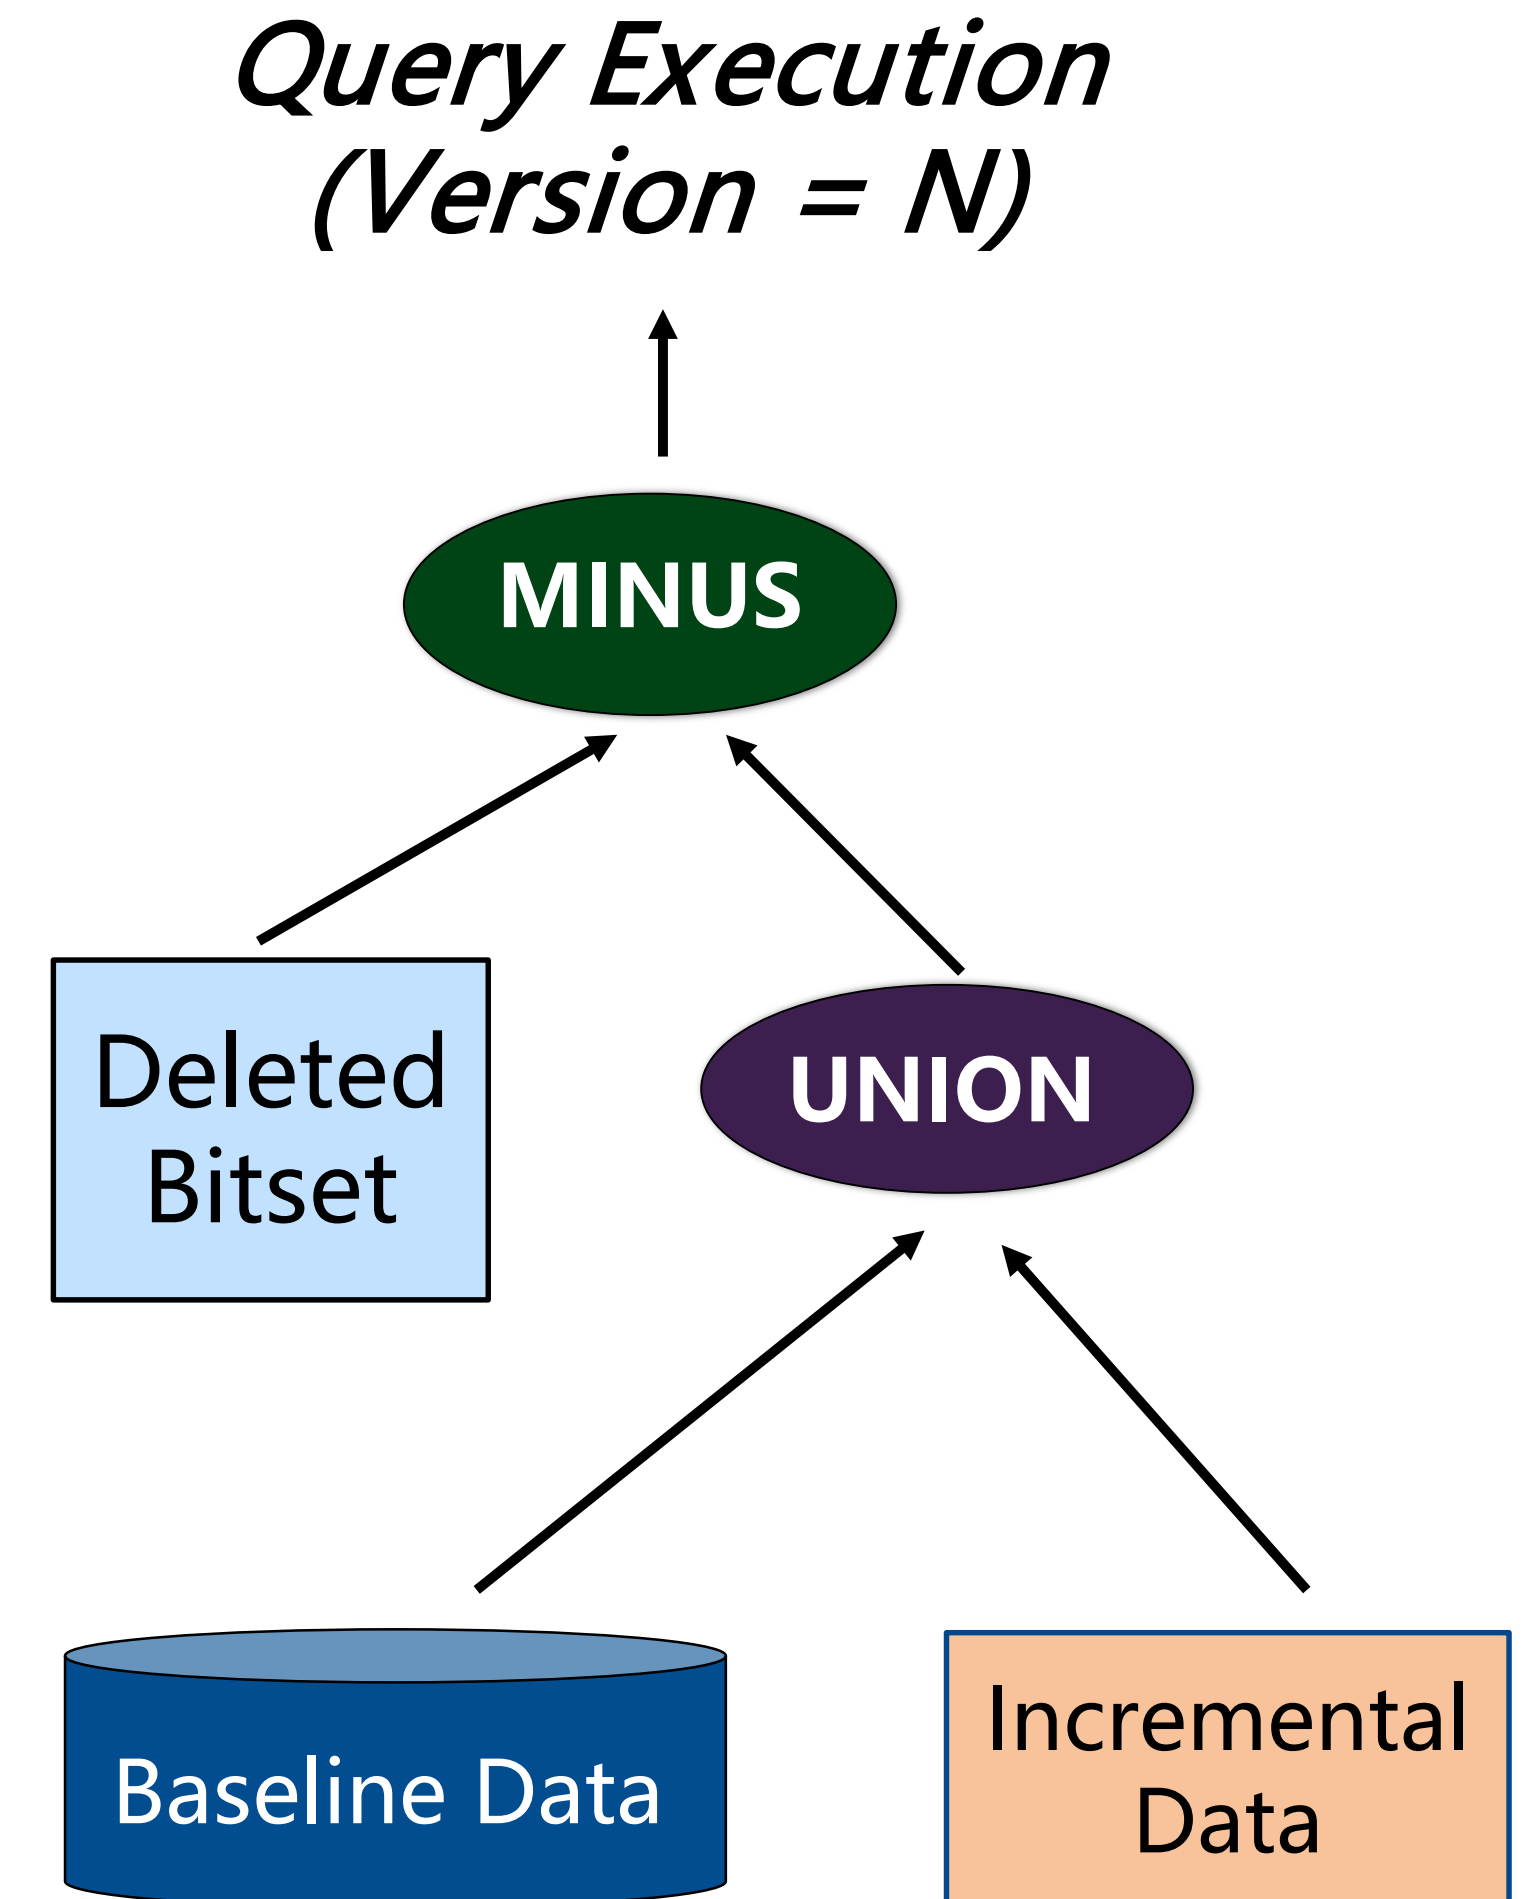 Query Execution
(Version = N)
MINUS
Deleted
Bitset
UNION
Baseline Data
Incremental
Data